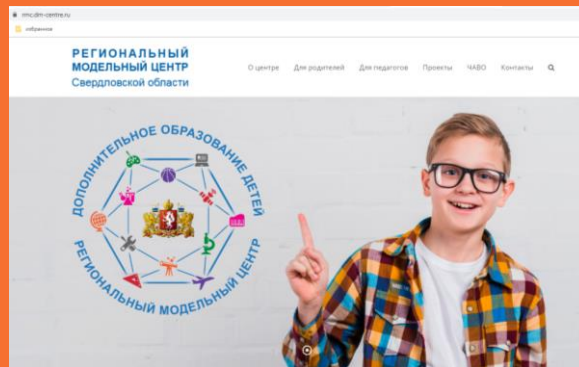 rmc.dm-centre.ru
избранное
РЕГИОНАЛЬНЫЙ
МОДЕЛЬНЫЙ ЦЕНТР
Свердловской области
О центре Для родителей Для педагогов Проекты ЧАВО Контакты
ДОПОЛНИТЕЛЬНОЕ ОБРАЗОВАНИЕ ДЕТЕЙ
РЕГИОНАЛЬНЫЙ МОДЕЛЬНЫЙ ЦЕНТР